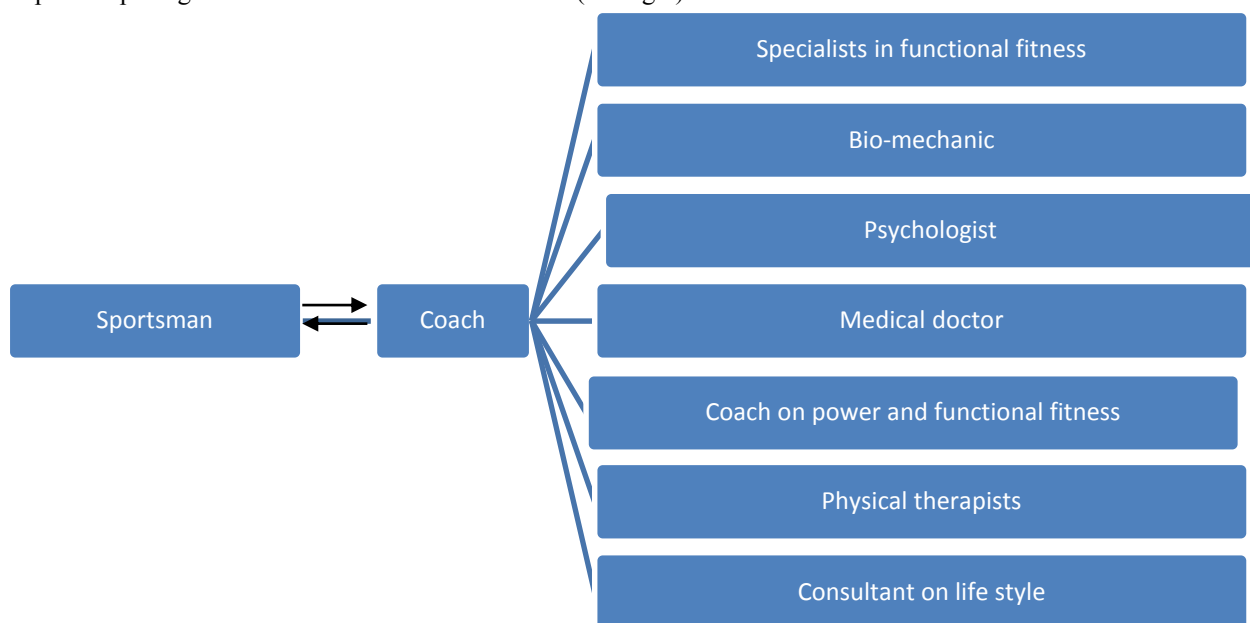 Specialists in functional fitness
Bio-mechanic
Psychologist
Sportsman
Coach
Medical doctor
Coach on power and functional fitness
Physical therapists
Consultant on life style